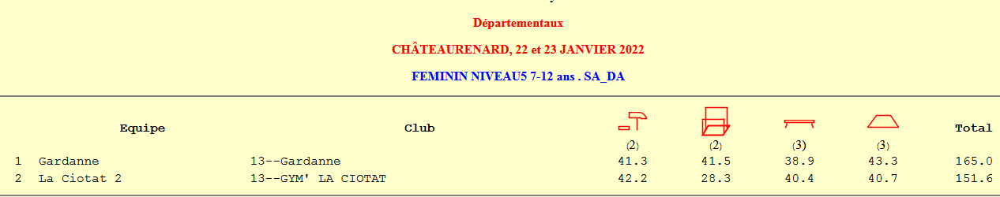 Départementaux
CHÂTEAURENARD, 22 et 23 JANVIER 2022
FEMININ NIVEAU5 7-12 ans . SA_DA
Equipe Club Total
(2) (2) (3) (3)
1 Gardanne 13--Gardanne 41.3 41.5 38.9 43.3 165.0
2 La Ciotat 2 13--GYM' LA CIOTAT 42.2 28.3 40.4 40.7 151.6